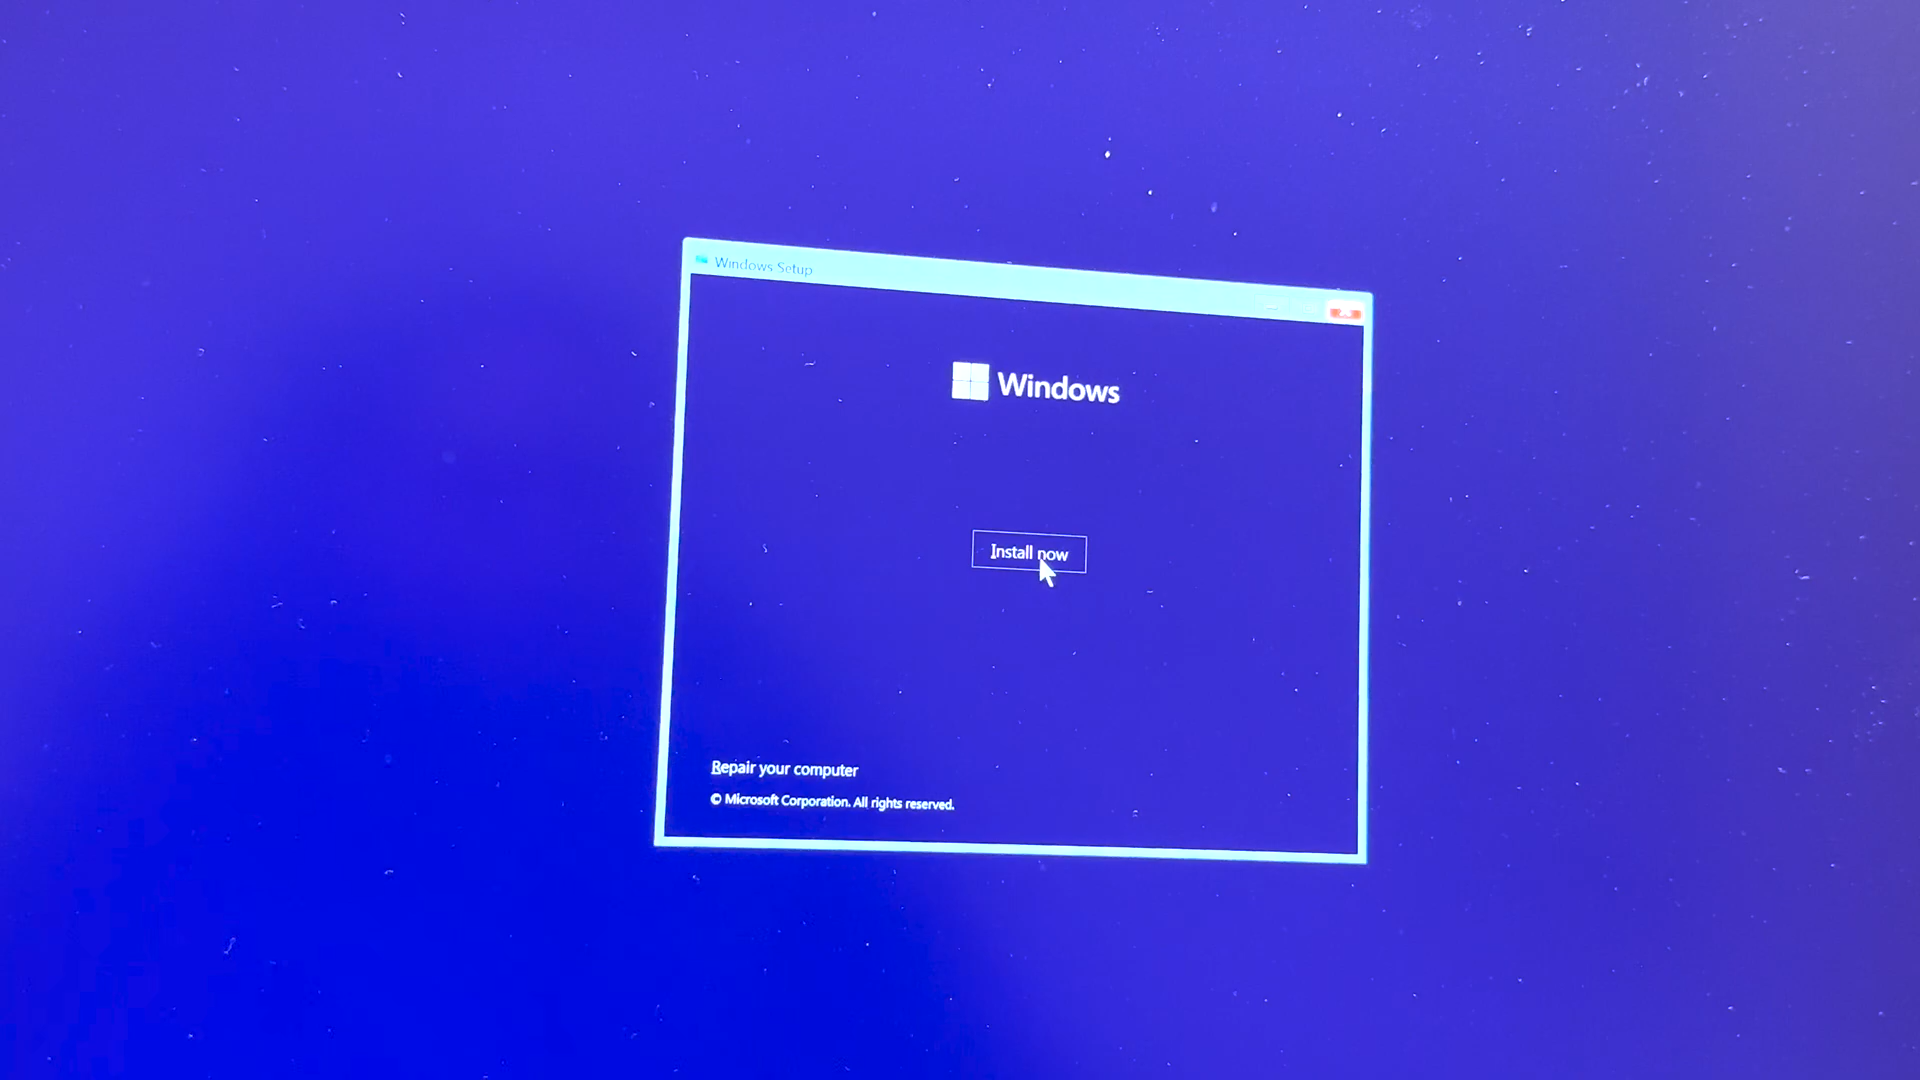 Windows Setup
Windows
Install now
Repair your computer
© Microsoft Corporation. All rights reserved.